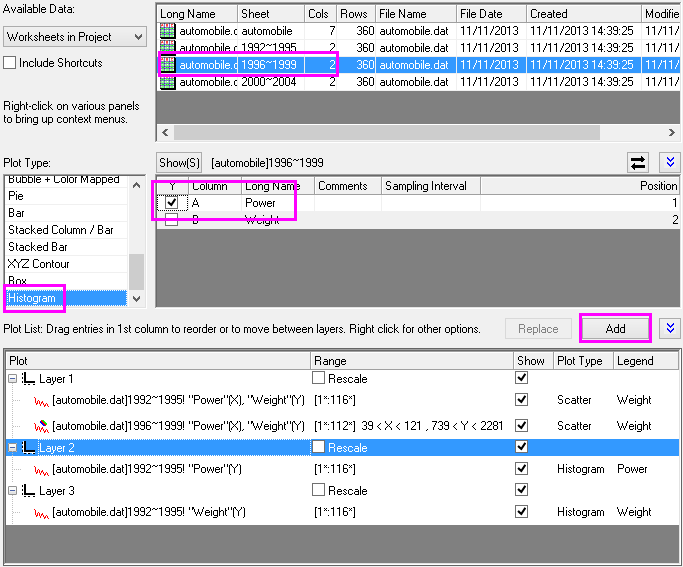 Available Data:
Worksheets in Project
Include Shortcuts
Right-click on various panels
to bring up context menus.
Long Name Sheet Cols Rows File Name File Date Created Modifie
automobile.d automobile 7 360 automobile.dat 11/11/2013 11/11/2013 14:39:25 11/11/
automobile.d 1992~1995 2 360 automobile.dat 11/11/2013 11/11/2013 14:39:25 11/11/
automobile.d 1996~1999 2 360 automobile.dat 11/11/2013 11/11/2013 14:39:25 11/11/
automobile.d 2000~2004 2 360 automobile.dat 11/11/2013 11/11/2013 14:39:25 11/11/
Plot Type:
Bubble + Color Mapped
Pie
Bar
Stacked Column / Bar
Stacked Bar
XYZ Contour
Box
Histogram
Show(S) [automobile]1996~1999
Y Column Long Name Comments Sampling Interval Position
A Power 1
B Weight 2
Plot List: Drag entries in 1st column to reorder or to move between layers. Right click for other options.
Replace Add
Plot Range Show Plot Type Legend
Layer 1 Rescale
[automobile.dat]1992~1995! "Power"(X), "Weight"(Y) [1*:116*] Scatter Weight
[automobile.dat]1996~1999! "Power"(X), "Weight"(Y) [1*:112*] 39 < X < 121 , 739 < Y < 2281 Scatter Weight
Layer 2 Rescale
[automobile.dat]1992~1995! "Power"(Y) [1*:116*] Histogram Power
Layer 3 Rescale
[automobile.dat]1992~1995! "Weight"(Y) [1*:116*] Histogram Weight